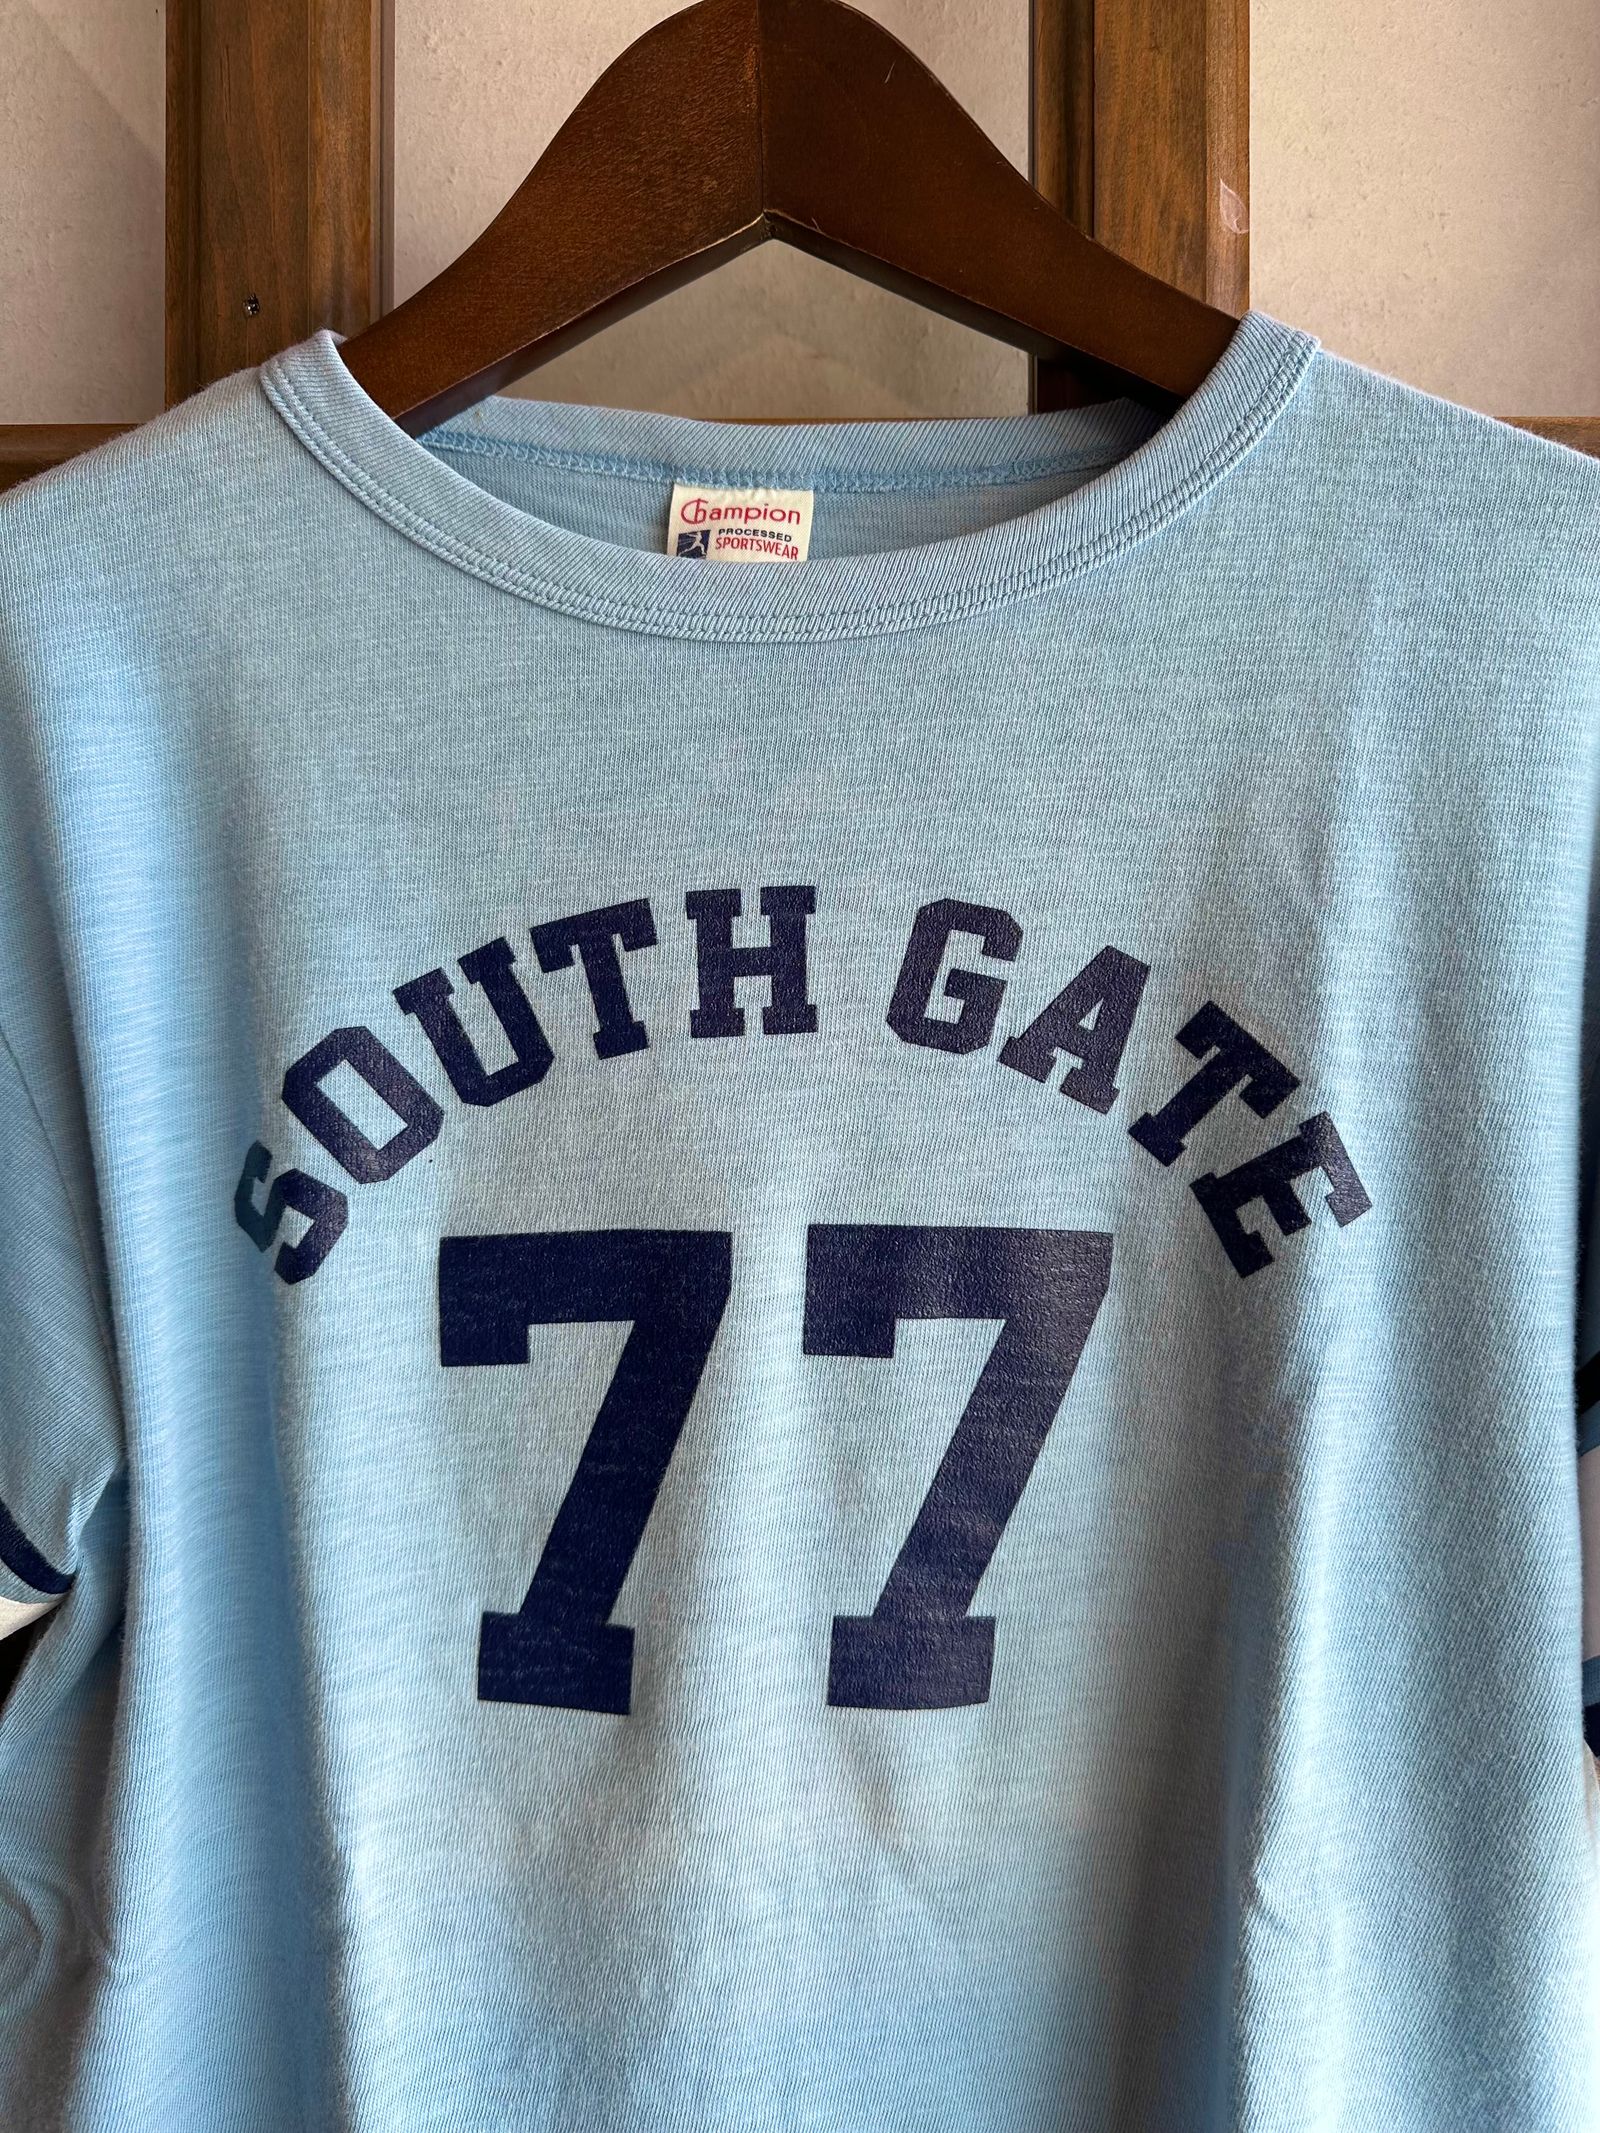 Champion
PROCESSED
SPORTSWEAR
SOUTH GATE
77